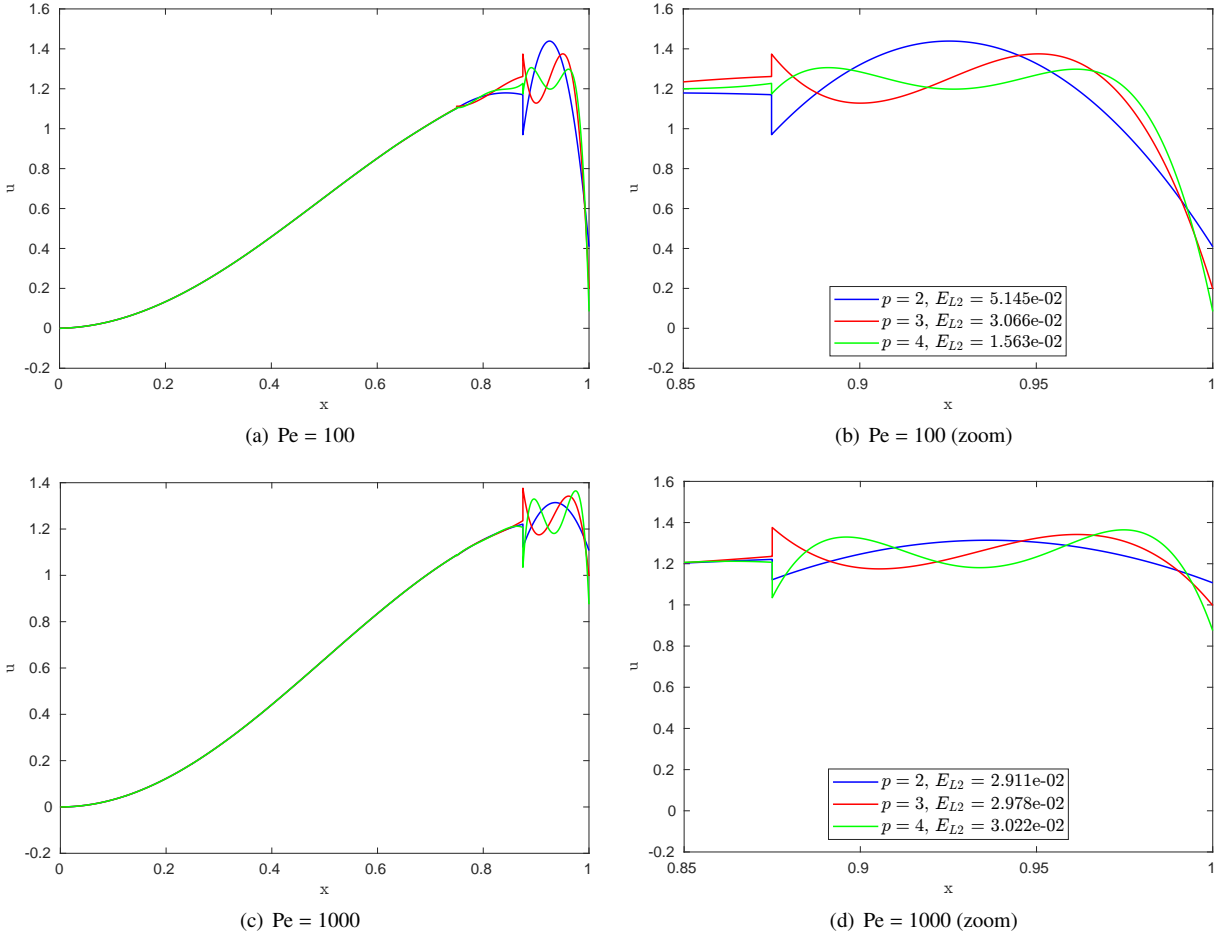 1.6
1.4
1.2
1
0.8
0.6
0.4
0.2
0
-0.2
u
0 0.2 0.4 0.6 0.8 1
x
(a) Pe = 100
1.6
1.4
1.2
1
0.8
0.6
0.4
0.2
0
-0.2
u
p = 2, E_{L2} = 5.145e-02
p = 3, E_{L2} = 3.066e-02
p = 4, E_{L2} = 1.563e-02
0.85 0.9 0.95 1
x
(b) Pe = 100 (zoom)
1.4
1.2
1
0.8
0.6
0.4
0.2
0
-0.2
u
0 0.2 0.4 0.6 0.8 1
x
(c) Pe = 1000
1.6
1.4
1.2
1
0.8
0.6
0.4
0.2
0
-0.2
u
p = 2, E_{L2} = 2.911e-02
p = 3, E_{L2} = 2.978e-02
p = 4, E_{L2} = 3.022e-02
0.85 0.9 0.95 1
x
(d) Pe = 1000 (zoom)